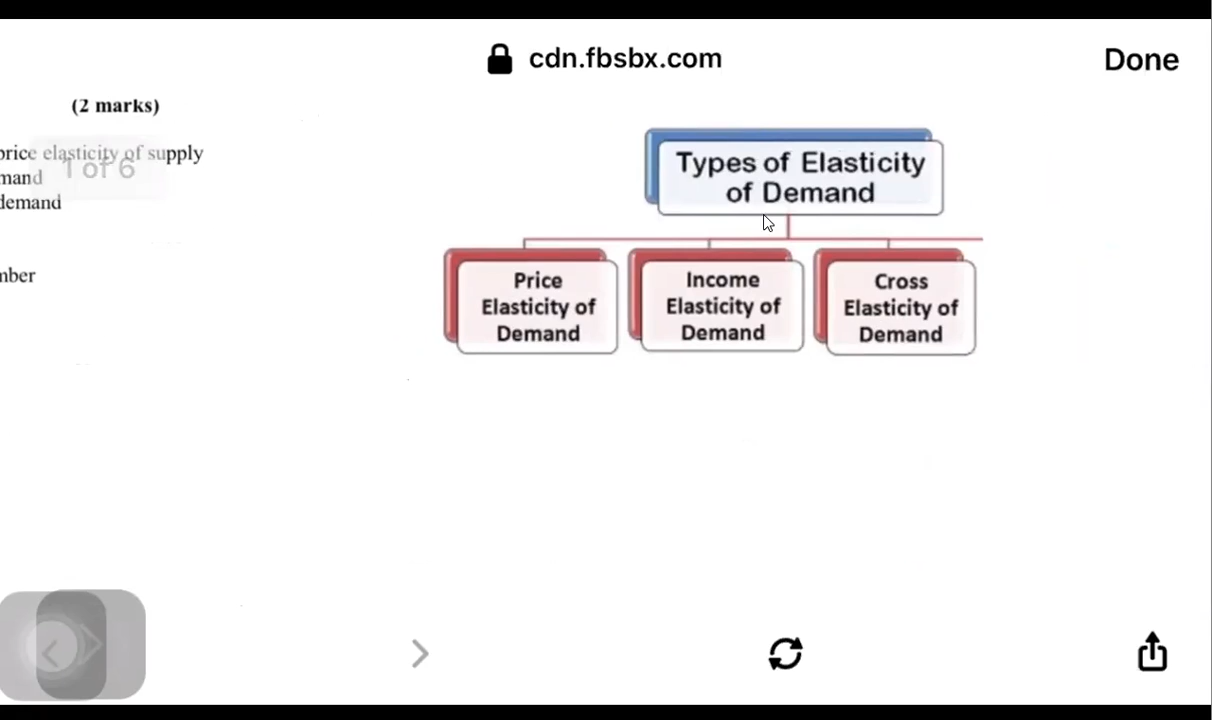 cdn.fbsbx.com
Done
(2 marks)
price elasticity of supply
1 of 6
mand
demand
nber
Types of Elasticity
of Demand
Price
Elasticity of
Demand
Income
Elasticity of
Demand
Cross
Elasticity of
Demand